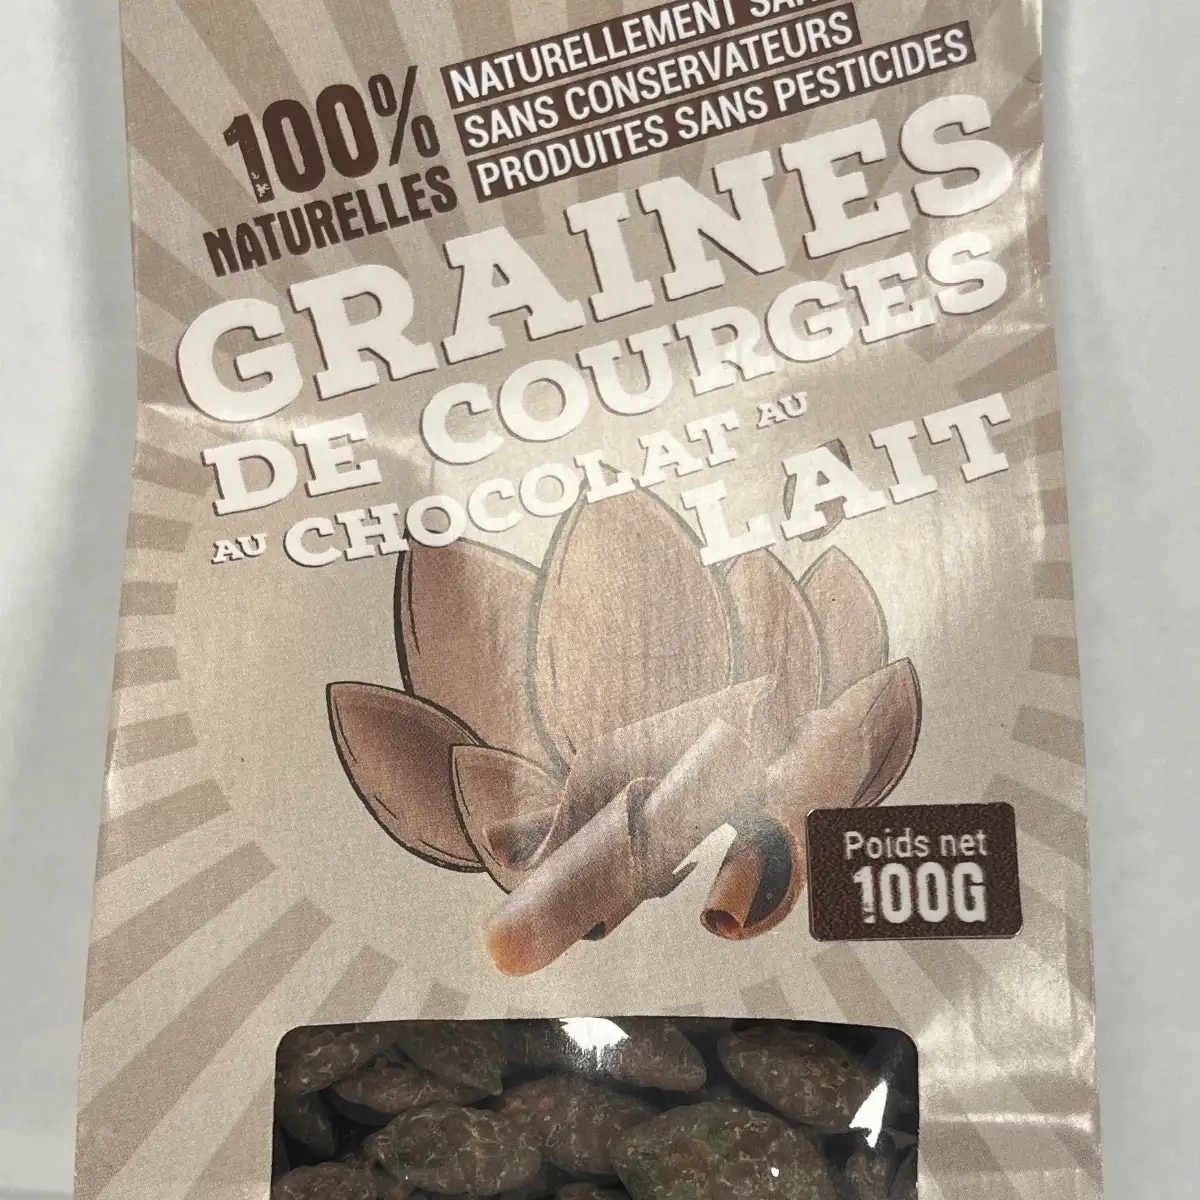 100%
NATURELLES
NATURELLEMENT
SANS CONSERVATEURS
PRODUITES SANS PESTICIDES
GRAINES
DE COURGES
AU CHOCOLAT AU
LAIT
Poids net
100G